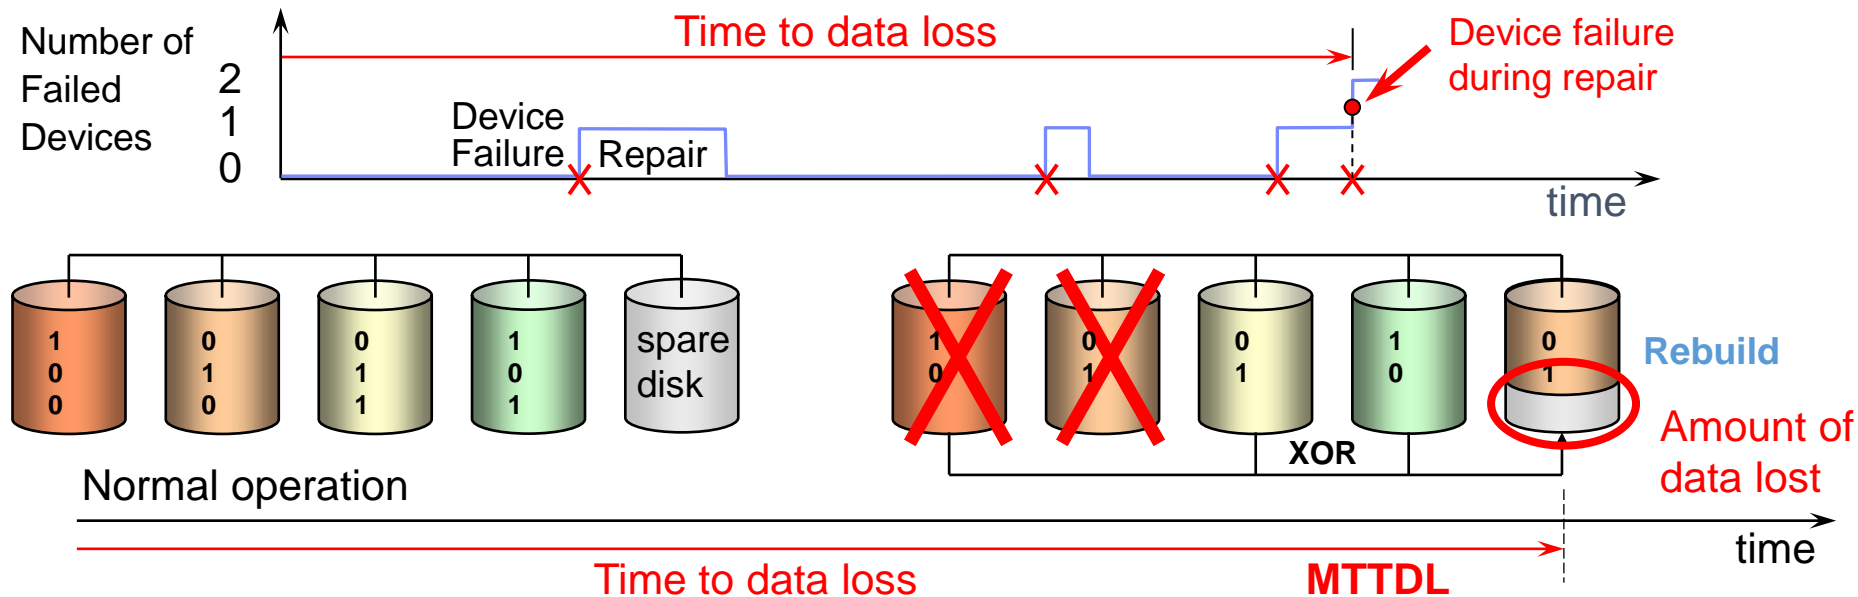 Number of
Failed
Devices
2
1
0
Time to data loss
Device failure
during repair
Device
Failure
Repair
time
1
0
0
0
1
0
0
1
1
1
0
1
spare
disk
1
0
0
1
0
1
1
0
0
1
Rebuild
XOR
Amount of
data lost
Normal operation
time
Time to data loss
MTTDL